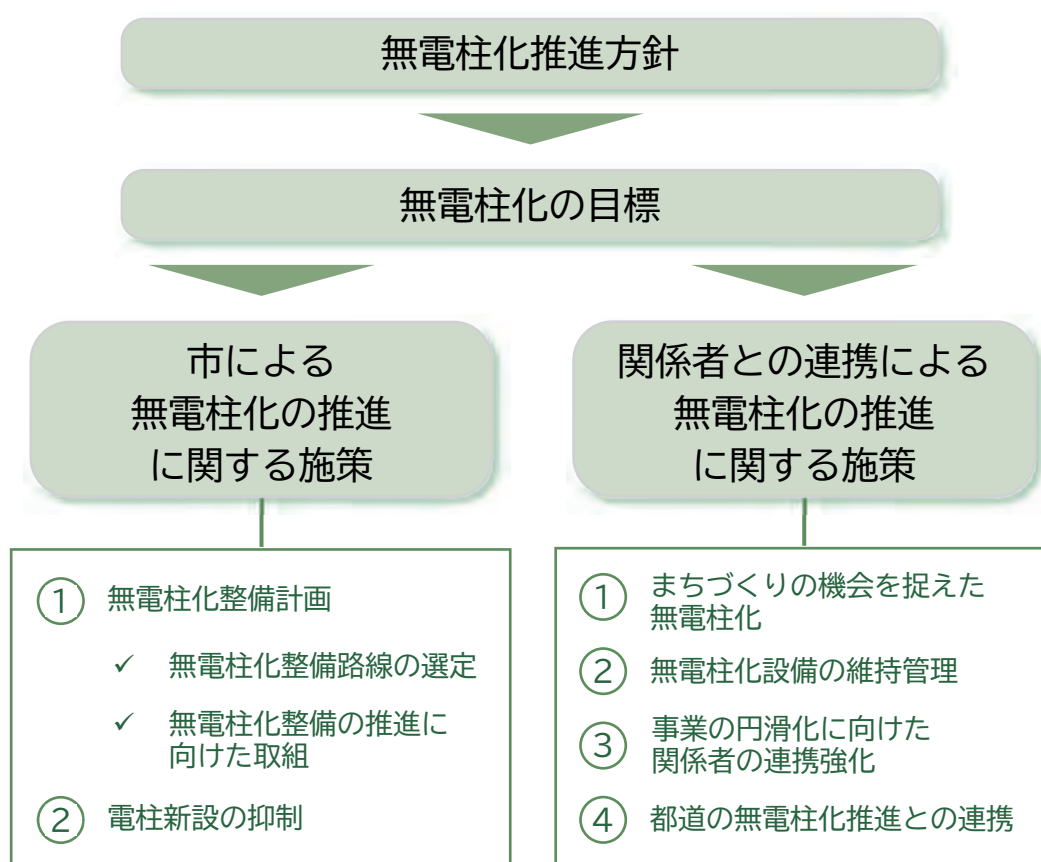 無電柱化推進方針
無電柱化の目標
市による
無電柱化の推進
に関する施策
① 無電柱化整備計画
✓ 無電柱化整備路線の選定
✓ 無電柱化整備の推進に
向けた取組
② 電柱新設の抑制
関係者との連携による
無電柱化の推進
に関する施策
① まちづくりの機会を捉えた
無電柱化
② 無電柱化設備の維持管理
③ 事業の円滑化に向けた
関係者の連携強化
④ 都道の無電柱化推進との連携